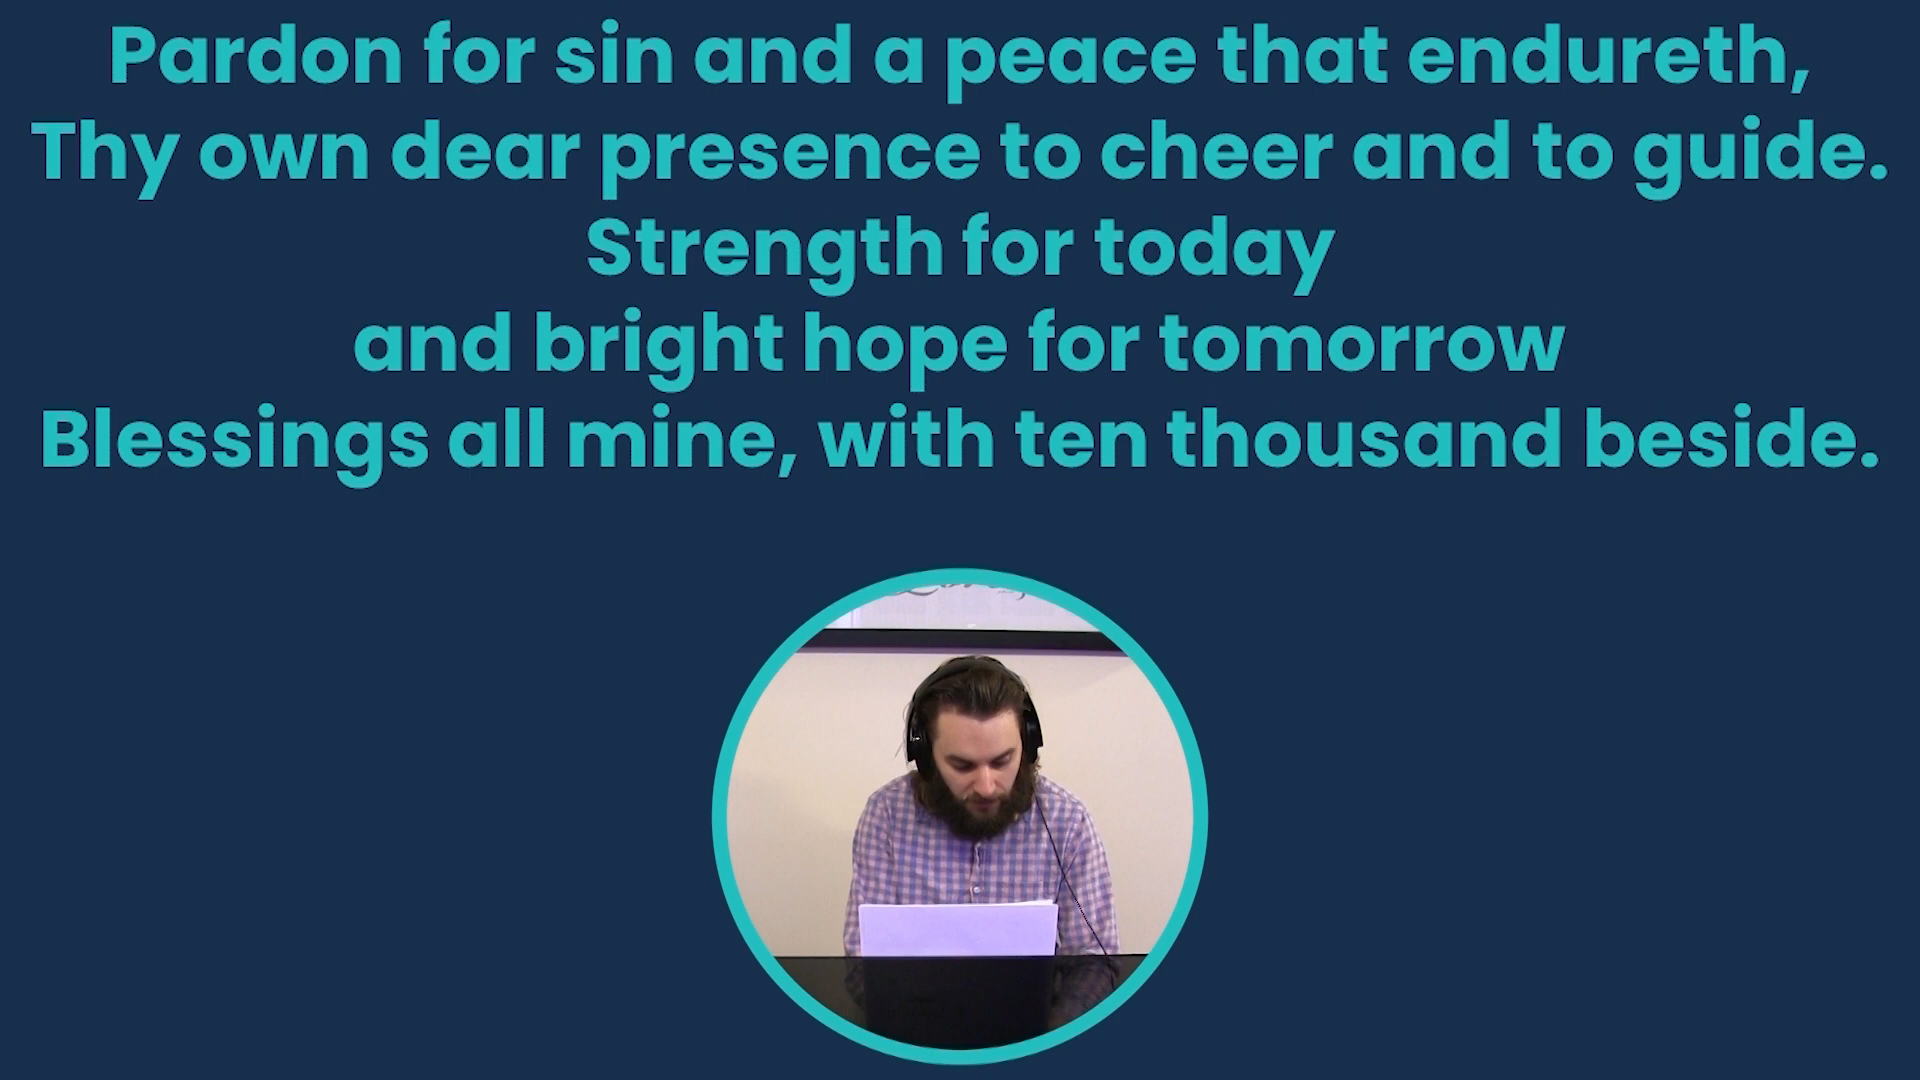 Pardon for sin and a peace that endureth,
Thy own dear presence to cheer and to guide.
Strength for today
and bright hope for tomorrow
Blessings all mine, with ten thousand beside.